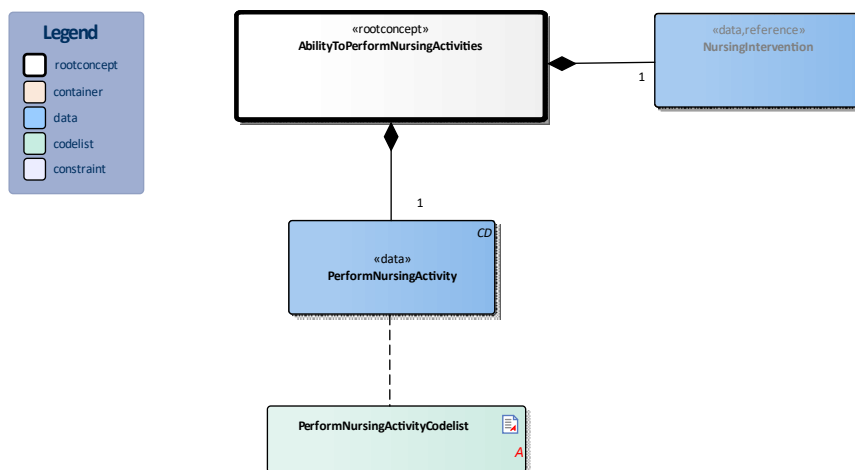 Legend
rootconcept
container
data
codelist
constraint
«rootconcept»
AbilityToPerformNursingActivities
«data,reference»
NursingIntervention
1
1
CD
«data»
PerformNursingActivity
PerformNursingActivityCodelist
A